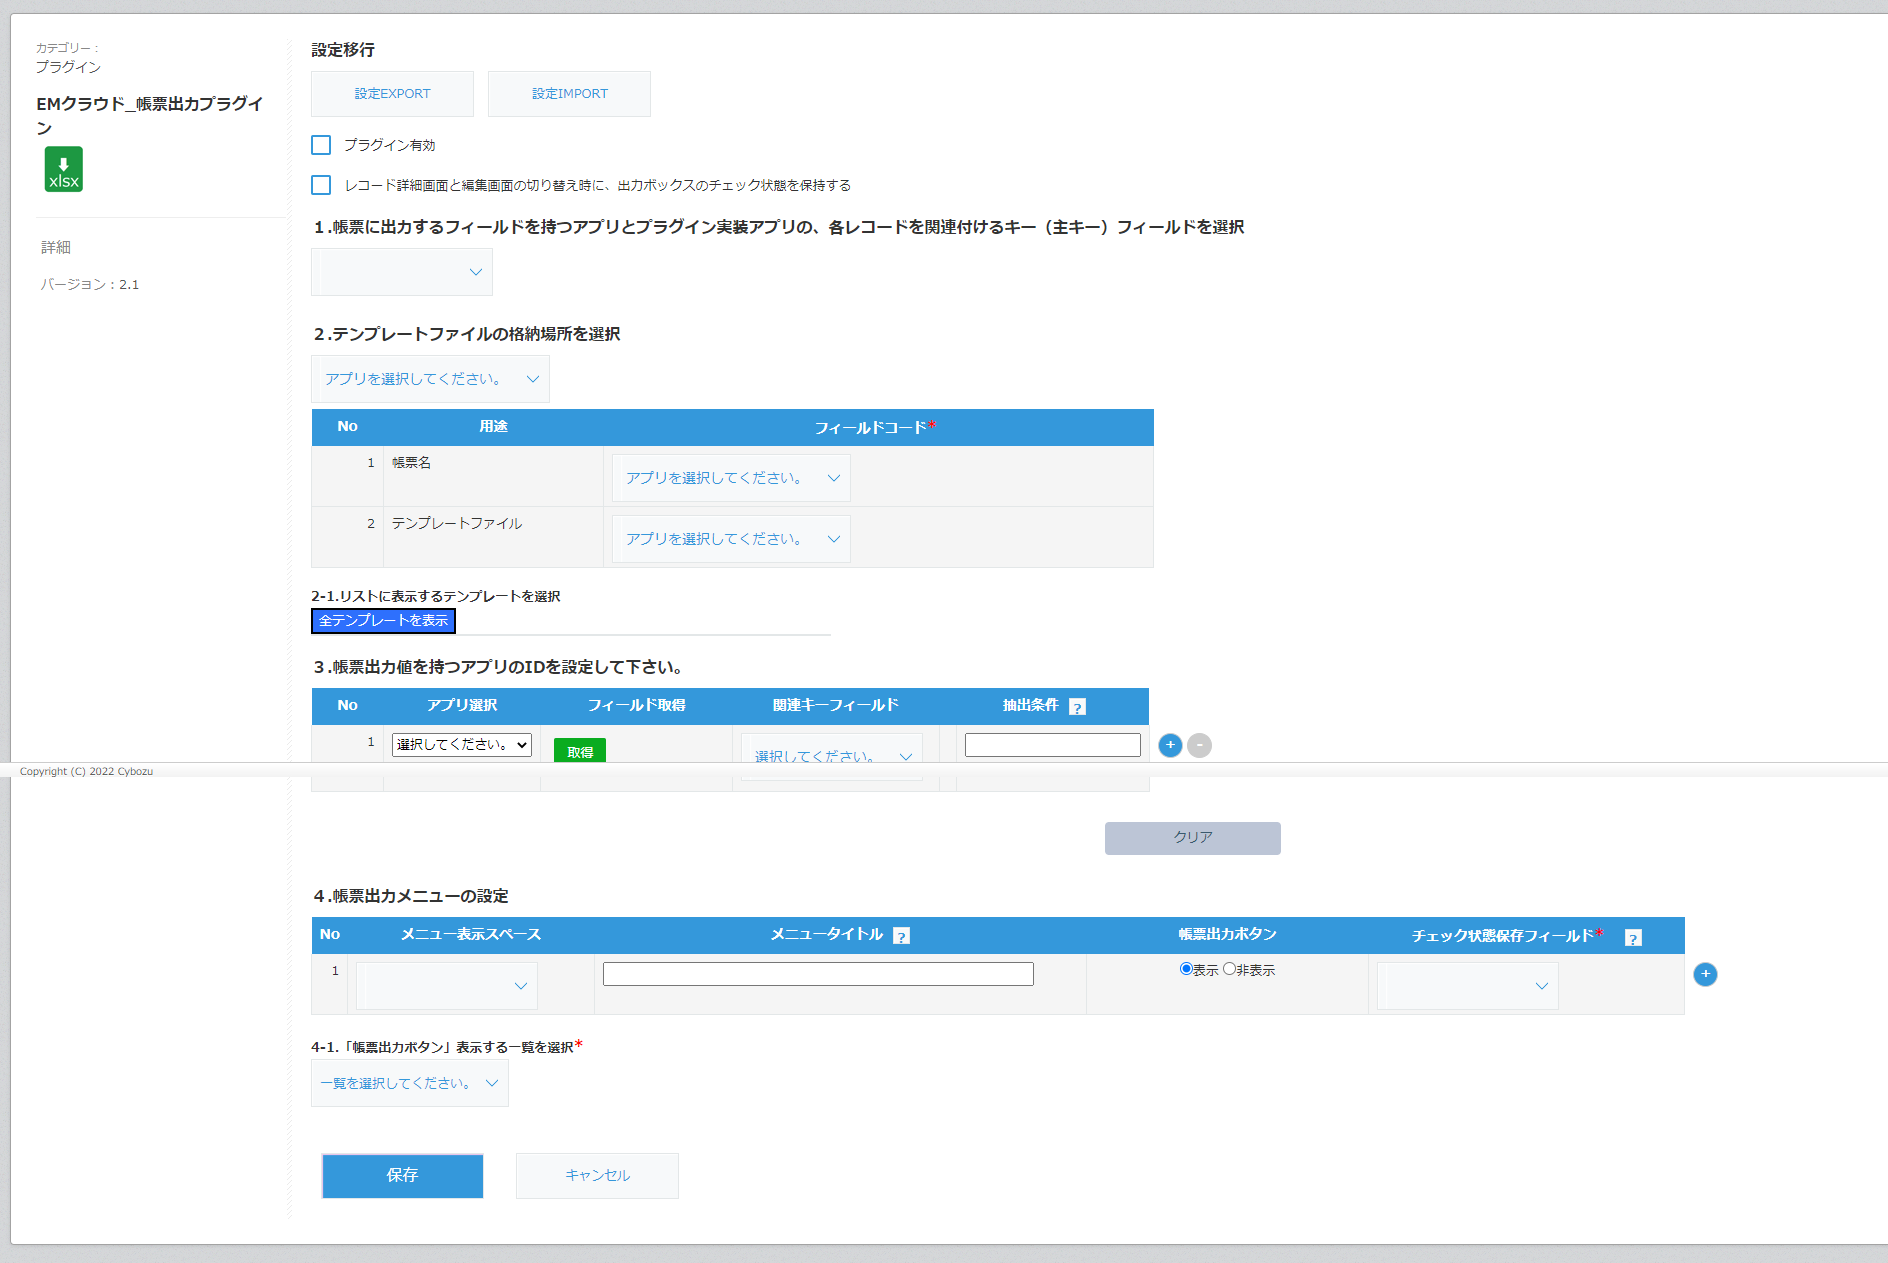 カテゴリー：
プラグイン
EMクラウド_帳票出力プラグイ
ン
xlsx
詳細
バージョン：2.1
設定移行
設定EXPORT 設定IMPORT
プラグイン有効
レコード詳細画面と編集画面の切り替え時に、出力ボックスのチェック状態を保持する
１.帳票に出力するフィールドを持つアプリとプラグイン実装アプリの、各レコードを関連付けるキー（主キー）フィールドを選択
２.テンプレートファイルの格納場所を選択
アプリを選択してください。
No 用途 フィールドコード*
1 帳票名 アプリを選択してください。
2 テンプレートファイル アプリを選択してください。
2-1.リストに表示するテンプレートを選択
全テンプレートを表示
３.帳票出力値を持つアプリのIDを設定して下さい。
No アプリ選択 フィールド取得 関連キーフィールド 抽出条件 ?
1 選択してください。 取得 選択してください。 + -
Copyright (C) 2022 Cybozu
クリア
４.帳票出力メニューの設定
No メニュー表示スペース メニュータイトル ? 帳票出力ボタン チェック状態保存フィールド* ?
1 表示 非表示 +
4-1.「帳票出力ボタン」表示する一覧を選択*
一覧を選択してください。
保存 キャンセル